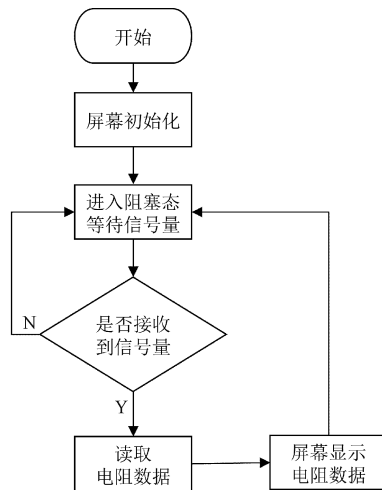 开始
屏幕初始化
进入阻塞态
等待信号量
是否接收
到信号量
N
Y
读取
电阻数据
屏幕显示
电阻数据